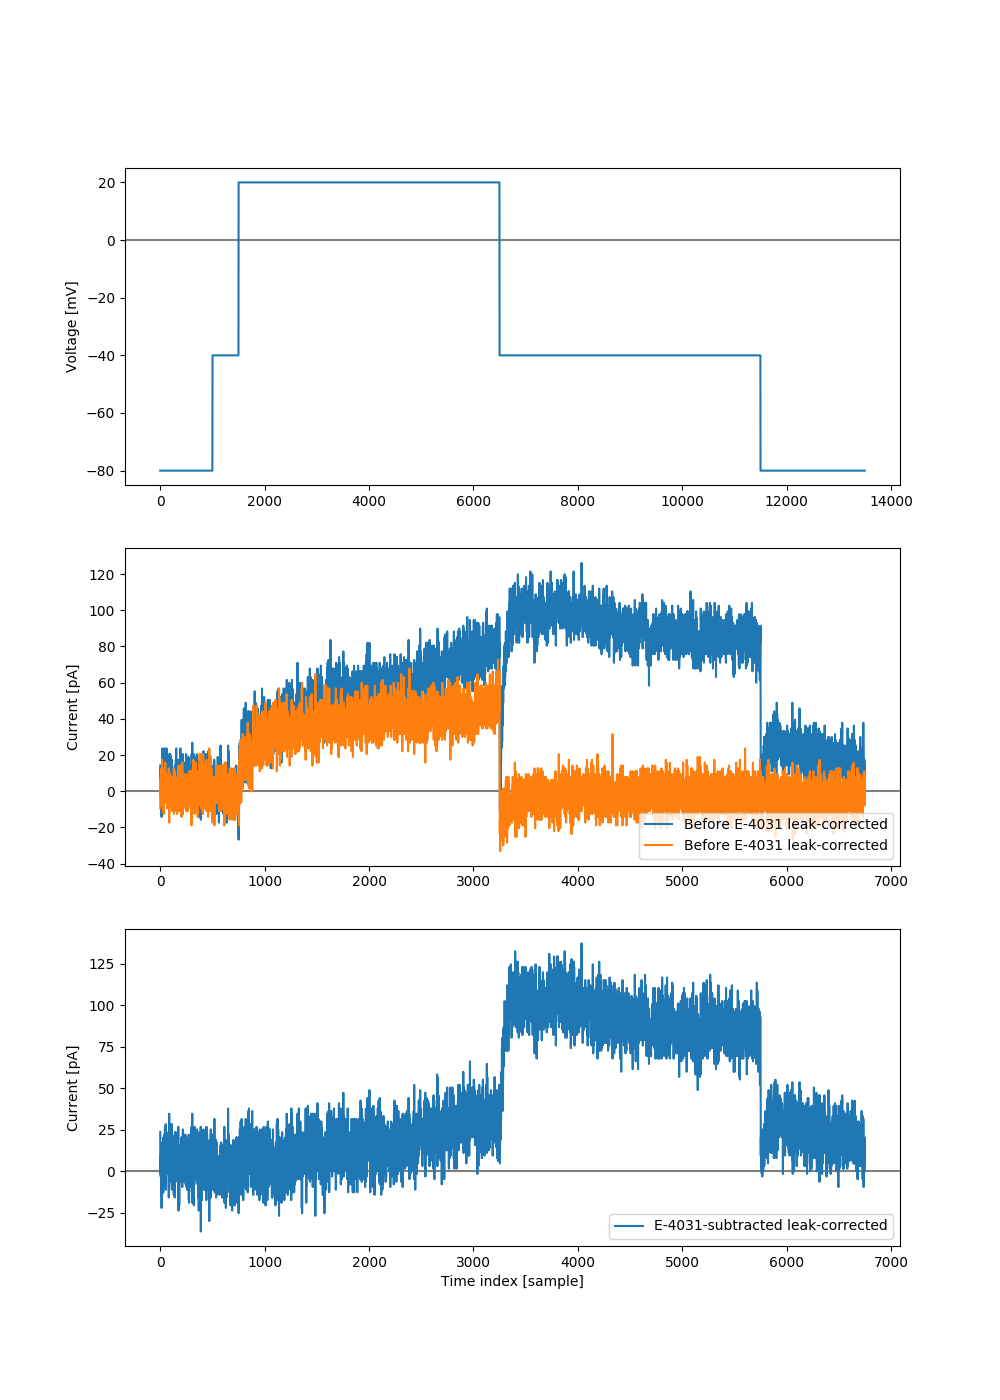 20
0
−20
−40
−60
−80
Voltage [mV]
0 2000 4000 6000 8000 10000 12000 14000
120
100
80
60
40
20
0
−20
−40
Current [pA]
Before E-4031 leak-corrected
Before E-4031 leak-corrected
0 1000 2000 3000 4000 5000 6000 7000
125
100
75
50
25
0
−25
Current [pA]
E-4031-subtracted leak-corrected
0 1000 2000 3000 4000 5000 6000 7000
Time index [sample]